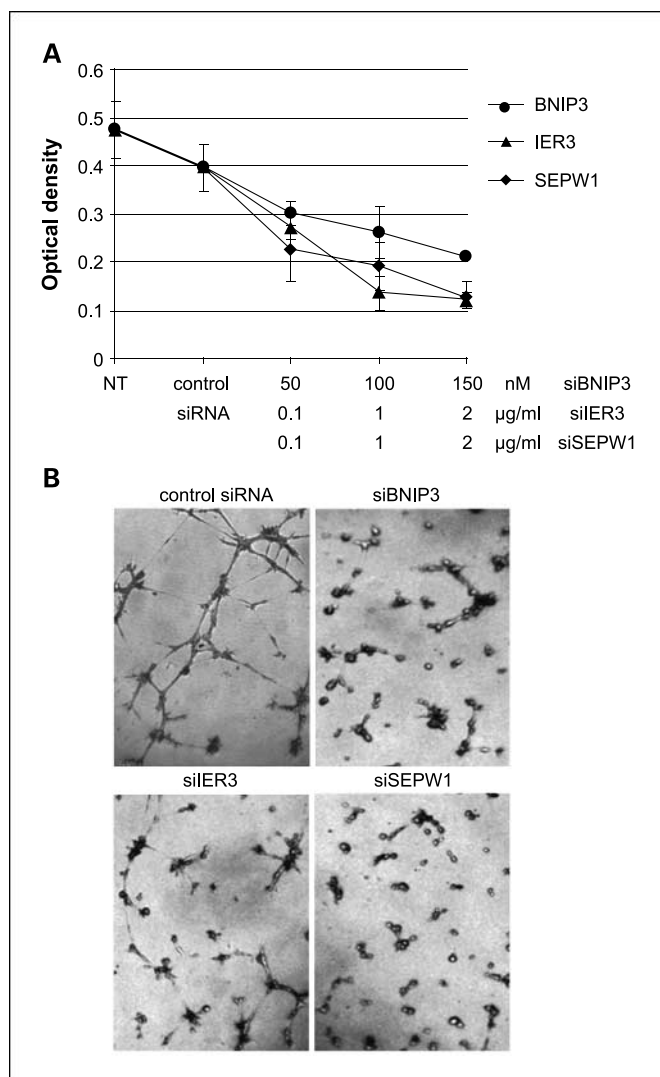 A
0.6
0.5
0.4
0.3
0.2
0.1
0
Optical density
BNIP3
IER3
SEPW1
NT control 50 100 150 nM siBNIP3
siRNA 0.1 1 2 µg/ml siIER3
0.1 1 2 µg/ml siSEPW1
B
control siRNA siBNIP3
siIER3 siSEPW1